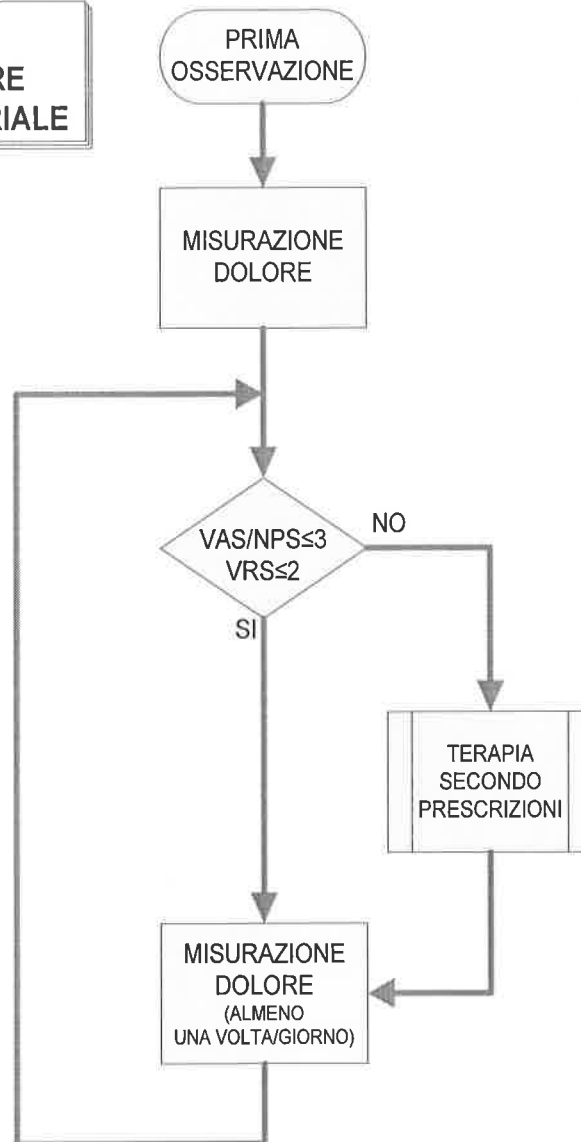 PRIMA
OSSERVAZIONE
MISURAZIONE
DOLORE
VAS/NPS≤3
VRS≤2
NO
SI
TERAPIA
SECONDO
PRESCRIZIONI
MISURAZIONE
DOLORE
(ALMENO
UNA VOLTA/GIORNO)